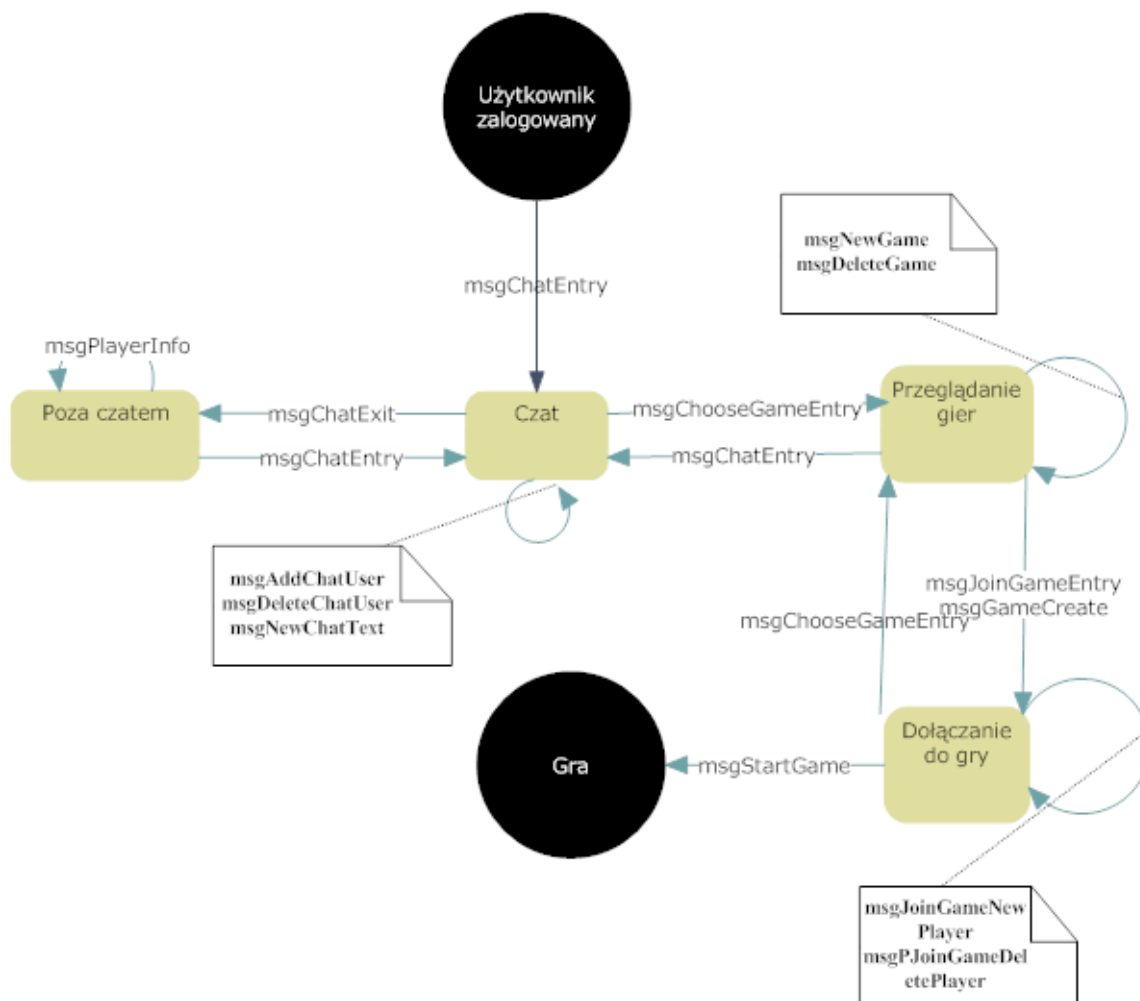 Użytkownik
zalogowany
msgNewGame
msgDeleteGame
msgChatEntry
msgPlayerInfo
Poza czatem
msgChatExit
Czat
msgChooseGameEntry
Przeglądanie
gier
msgChatEntry
msgChatEntry
msgAddChatUser
msgDeleteChatUser
msgNewChatText
msgJoinGameEntry
msgGameCreate
msgChooseGameEntry
Gra
msgStartGame
Dołączanie
do gry
msgJoinGameNew
Player
msgPJoinGameDel
etePlayer